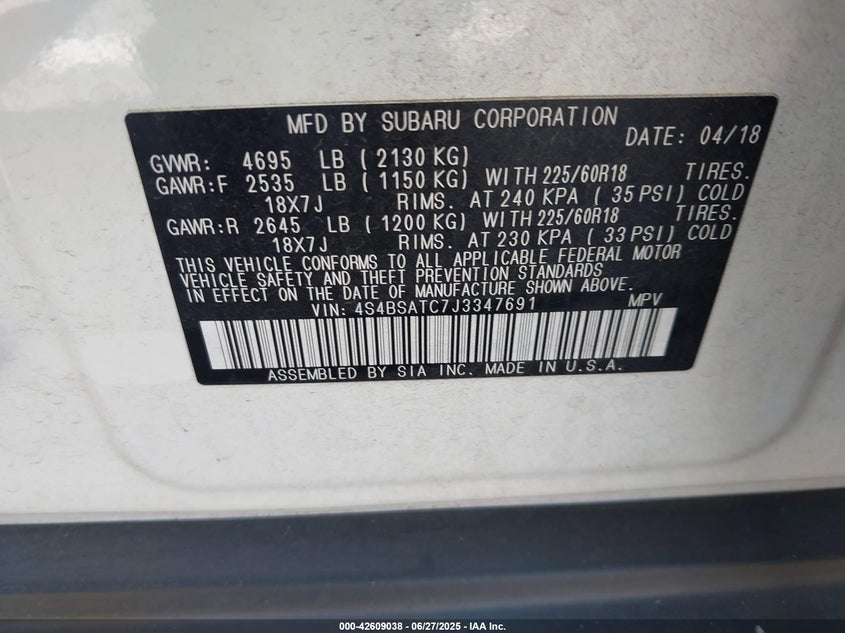 MFD BY SUBARU CORPORATION
DATE: 04/18
GVWR: 4695 LB ( 2130 KG)
GAWR:F 2535 LB ( 1150 KG) WITH 225/60R18 TIRES.
18X7J RIMS. AT 240 KPA ( 35 PSI) COLD
GAWR:R 2645 LB ( 1200 KG) WITH 225/60R18 TIRES.
18X7J RIMS. AT 230 KPA ( 33 PSI) COLD
THIS VEHICLE CONFORMS TO ALL APPLICABLE FEDERAL MOTOR
VEHICLE SAFETY AND THEFT PREVENTION STANDARDS
IN EFFECT ON THE DATE OF MANUFACTURE SHOWN ABOVE.
VIN: 4S4BSATC7J3347691 MPV
ASSEMBLED BY SIA INC. MADE IN U.S.A.
000-42609038 - 06/27/2025 - IAA Inc.